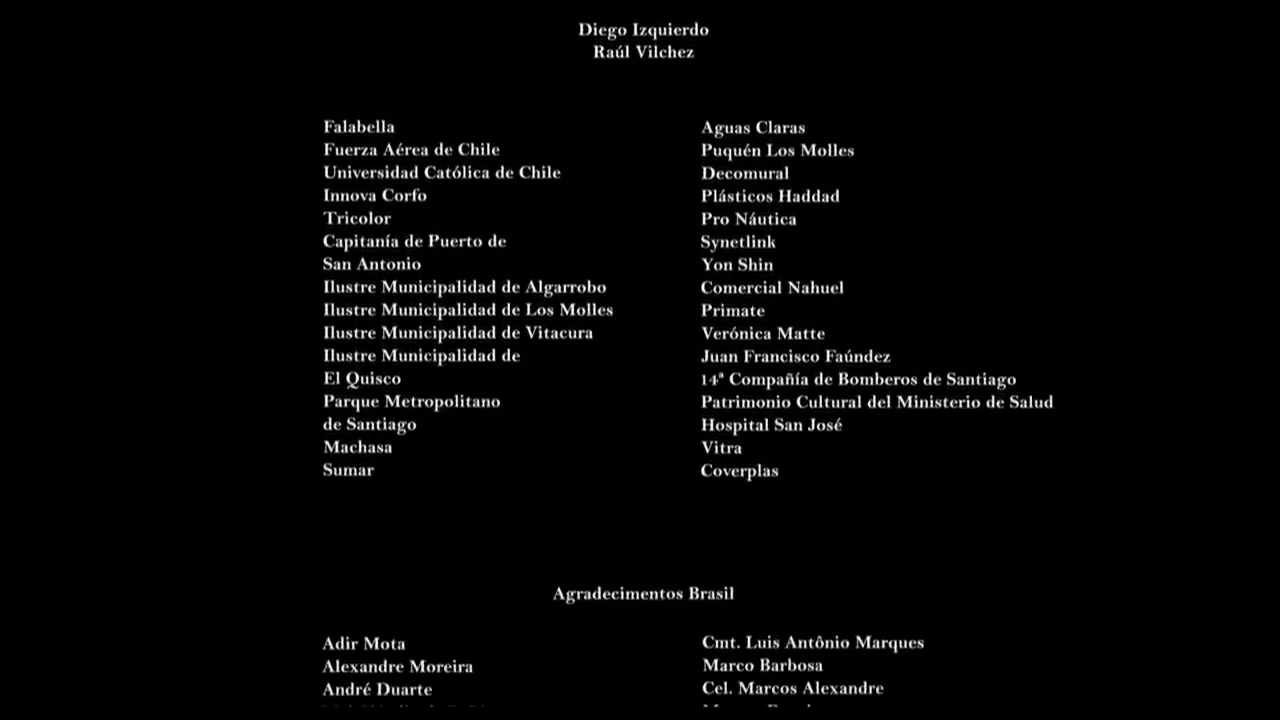 Diego Izquierdo
Raúl Vilchez
Falabella
Fuerza Aérea de Chile
Universidad Católica de Chile
Innova Corfo
Tricolor
Capitanía de Puerto de
San Antonio
Ilustre Municipalidad de Algarrobo
Ilustre Municipalidad de Los Molles
Ilustre Municipalidad de Vitacura
Ilustre Municipalidad de
El Quisco
Parque Metropolitano
de Santiago
Machasa
Sumar
Aguas Claras
Puquén Los Molles
Decomural
Plásticos Haddad
Pro Náutica
Synetlink
Yon Shin
Comercial Nahuel
Primate
Verónica Matte
Juan Francisco Faúndez
14ª Compañía de Bomberos de Santiago
Patrimonio Cultural del Ministerio de Salud
Hospital San José
Vitra
Coverplas
Agradecimentos Brasil
Adir Mota
Alexandre Moreira
André Duarte
Cmt. Luis Antônio Marques
Marco Barbosa
Cel. Marcos Alexandre